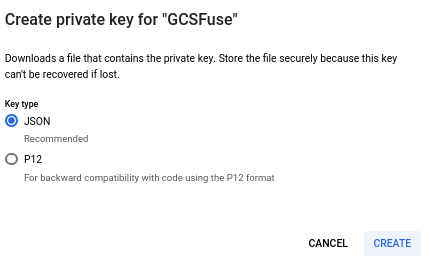 Create private key for "GCSFuse"
Downloads a file that contains the private key. Store the file securely because this key
can't be recovered if lost.
Key type
JSON
Recommended
P12
For backward compatibility with code using the P12 format
CANCEL
CREATE